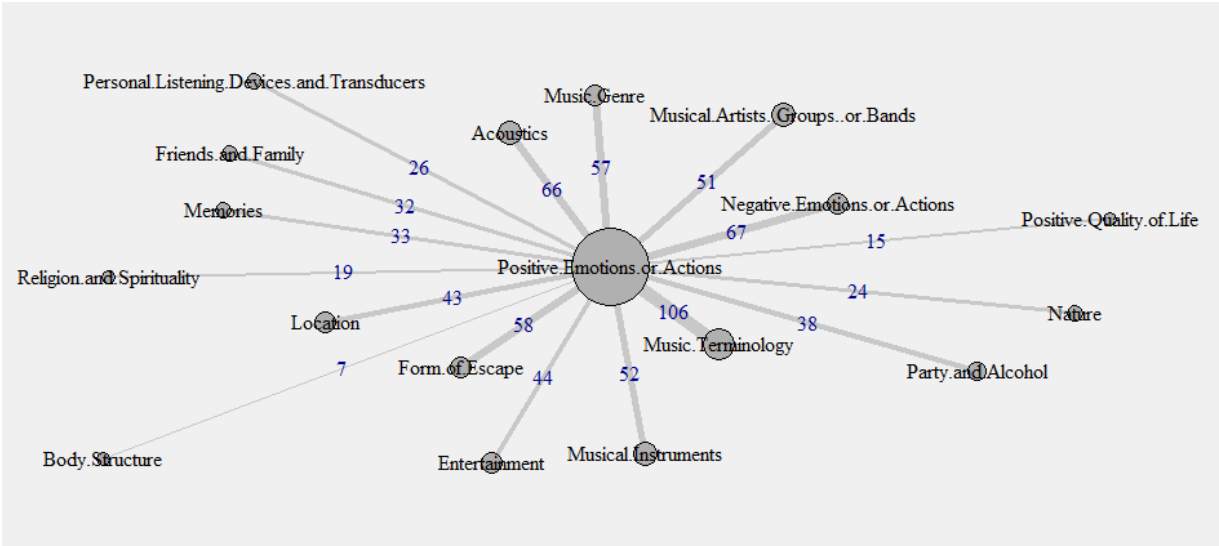 Personal.Listening.Devices.and.Transducers
Music.Genre
Musical.Artists..Groups..or.Bands
Acoustics
Friends.and.Family
26
57
66
51
Memories
32
Negative.Emotions.or.Actions
Positive.Quality.of.Life
33
67
15
Religion.and.Spirituality
19
Positive.Emotions.or.Actions
24
Location
43
106
Nature
58
38
Music.Terminology
7
Form.of.Escape
44
52
Party.and.Alcohol
Body.Structure
Entertainment
Musical.Instruments